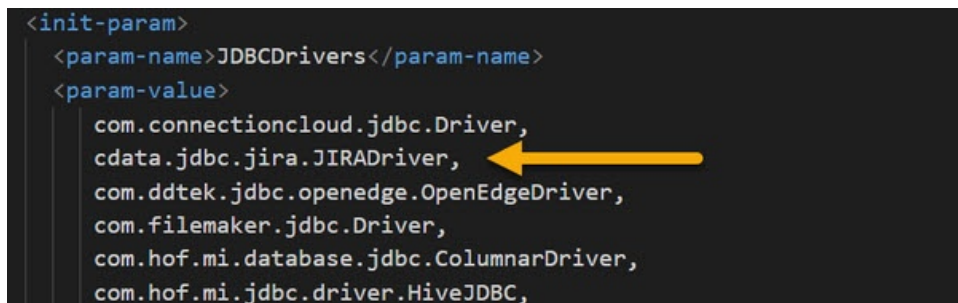 <init-param>
<param-name>JDBCDrivers</param-name>
<param-value>
com.connectioncloud.jdbc.Driver,
cdata.jdbc.jira.JIRADriver,
com.ddtek.jdbc.openedge.OpenEdgeDriver,
com.filemaker.jdbc.Driver,
com.hof.mi.database.jdbc.ColumnarDriver,
com.hof.mi.jdbc.driver.HiveJDBC,